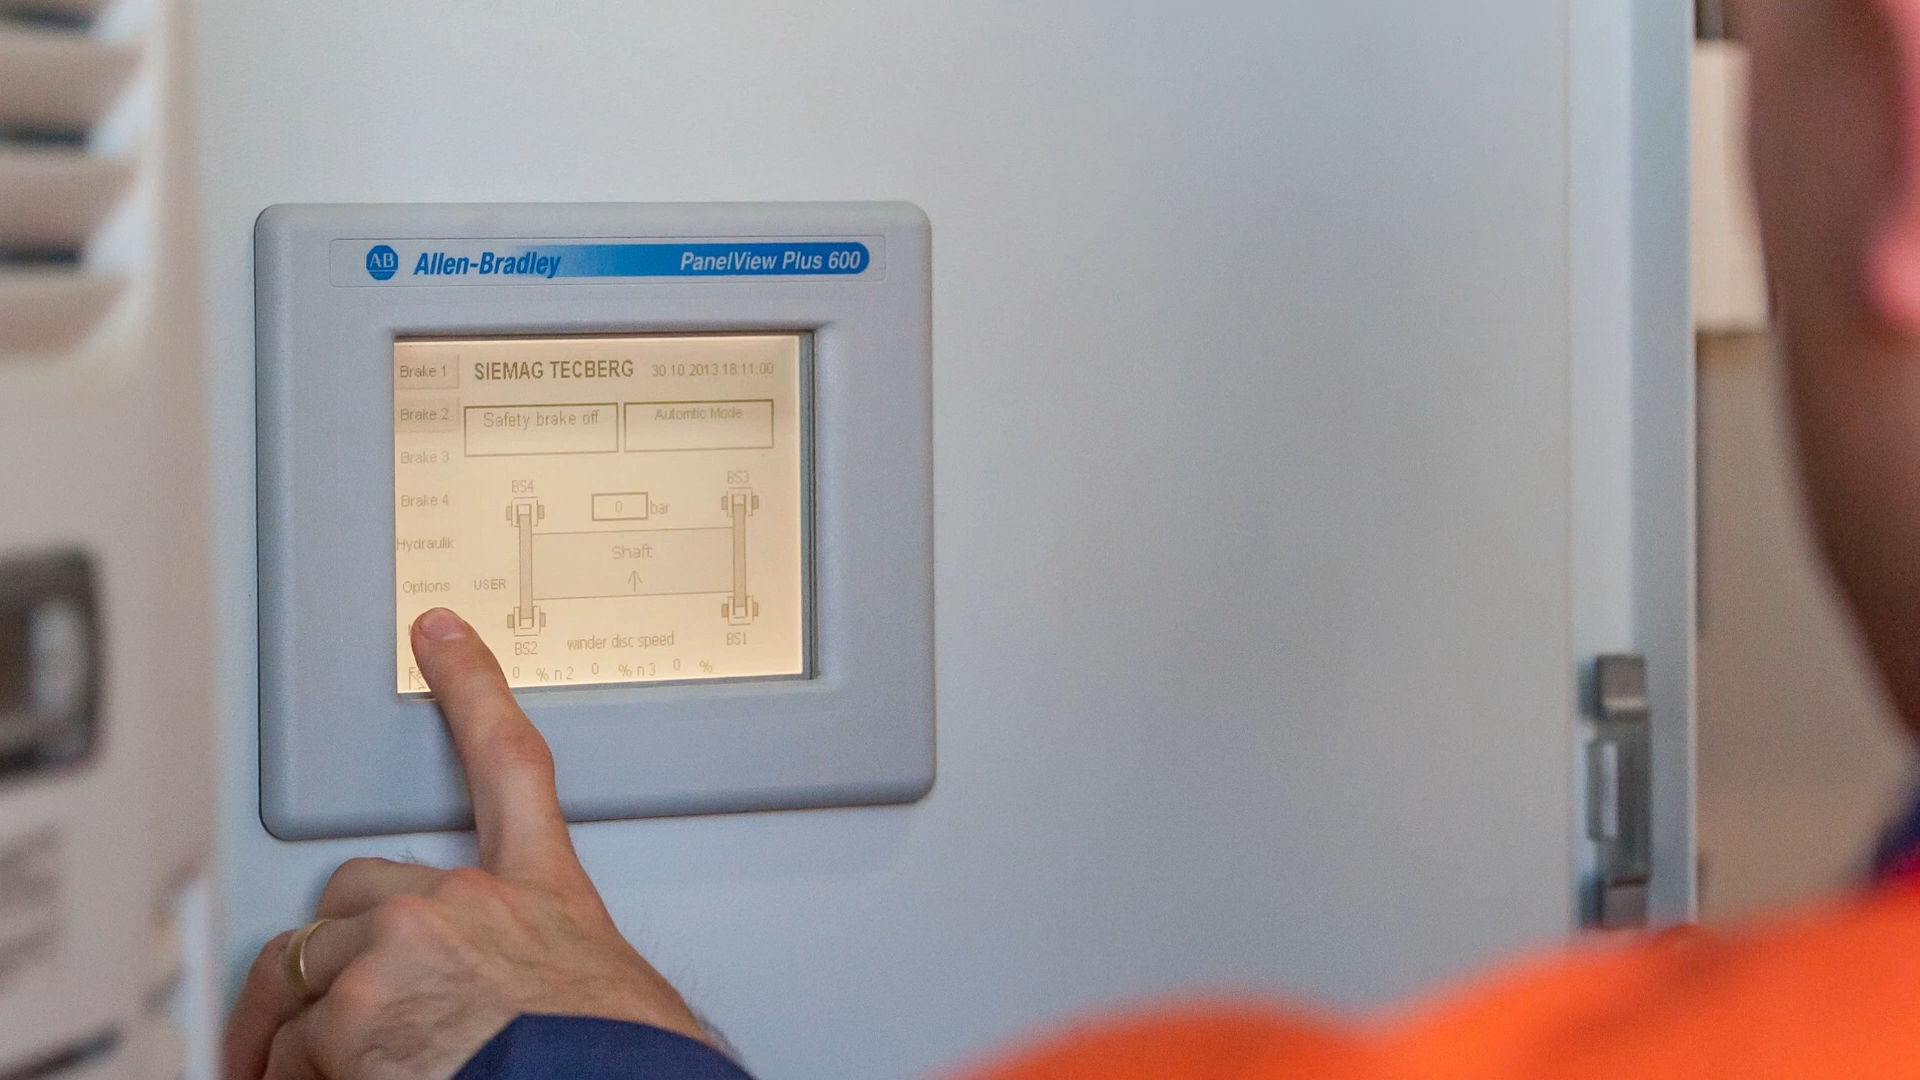 AB Allen-Bradley PanelView Plus 600
Brake 1 SIEMAG TECBERG 30.10.2013 18:11:00
Brake 2 Safety brake off Automtic Mode
Brake 3
BS4 BS3
Brake 4 0 bar
Hydraulik Shaft
Options USER
BS2 winder disc speed BS1
0 % n 2 0 % n 3 0 %